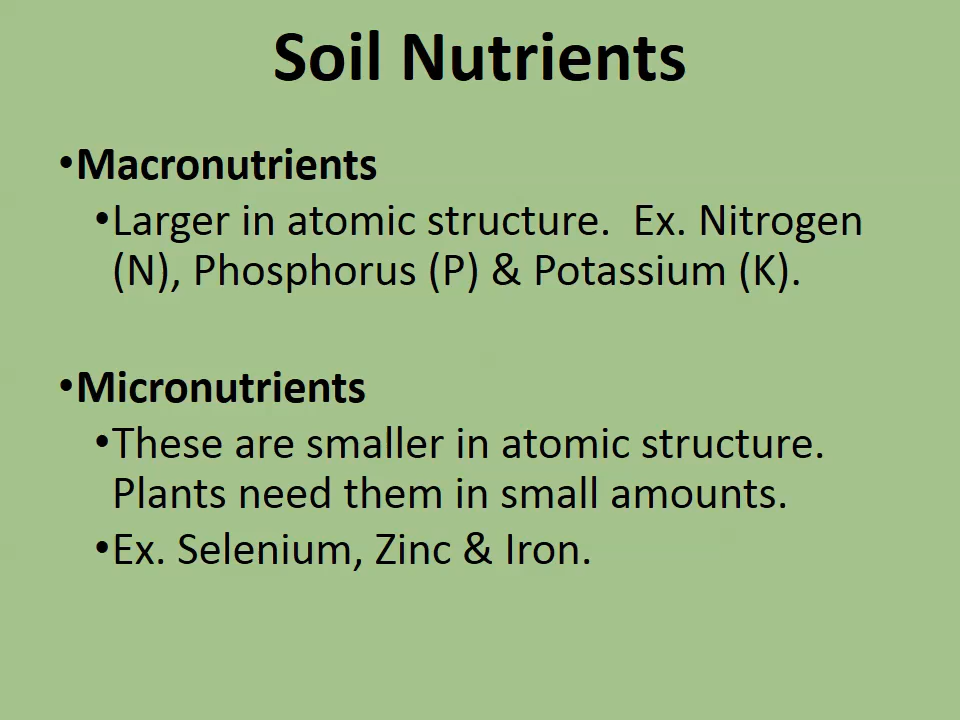 Soil Nutrients
•Macronutrients
•Larger in atomic structure.  Ex. Nitrogen
(N), Phosphorus (P) & Potassium (K).
•Micronutrients
•These are smaller in atomic structure.
Plants need them in small amounts.
•Ex. Selenium, Zinc & Iron.